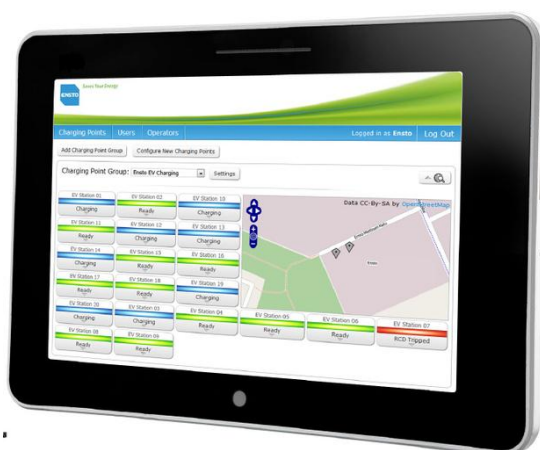 ENSTO
Saves Your Energy
Charging Points Users Operators Logged in as Ensto Log Out
Add Charging Point Group Configure New Charging Points
Charging Point Group: Ensto EV Charging Settings
EV Station 01 EV Station 02 EV Station 10
Charging Ready Charging
Data CC-By-SA by OpenStreetMap
EV Station 11 EV Station 12 EV Station 13
Ready Charging Charging
EV Station 14 EV Station 15 EV Station 16
Charging Ready Ready
Ensto
EV Station 17 EV Station 18 EV Station 19
Ready Ready Charging
EV Station 20 EV Station 03 EV Station 04 EV Station 05 EV Station 06 EV Station 07
Charging Charging Ready Ready Ready RCD Tripped
EV Station 08 EV Station 09
Ready Ready